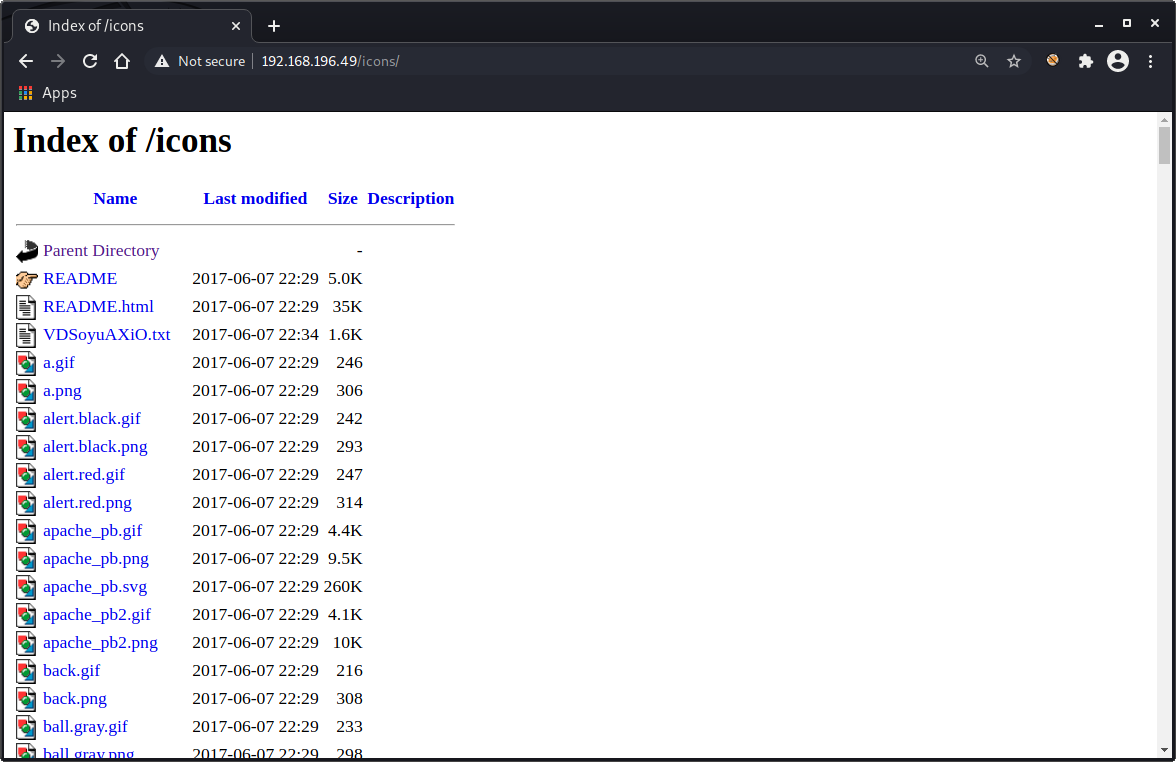 Index of /icons
Not secure 192.168.196.49/icons/
Apps
Index of /icons
Name Last modified Size Description
Parent Directory -
README 2017-06-07 22:29 5.0K
README.html 2017-06-07 22:29 35K
VDSoyuAXiO.txt 2017-06-07 22:34 1.6K
a.gif 2017-06-07 22:29 246
a.png 2017-06-07 22:29 306
alert.black.gif 2017-06-07 22:29 242
alert.black.png 2017-06-07 22:29 293
alert.red.gif 2017-06-07 22:29 247
alert.red.png 2017-06-07 22:29 314
apache_pb.gif 2017-06-07 22:29 4.4K
apache_pb.png 2017-06-07 22:29 9.5K
apache_pb.svg 2017-06-07 22:29 260K
apache_pb2.gif 2017-06-07 22:29 4.1K
apache_pb2.png 2017-06-07 22:29 10K
back.gif 2017-06-07 22:29 216
back.png 2017-06-07 22:29 308
ball.gray.gif 2017-06-07 22:29 233
ball.gray.png 2017-06-07 22:29 298